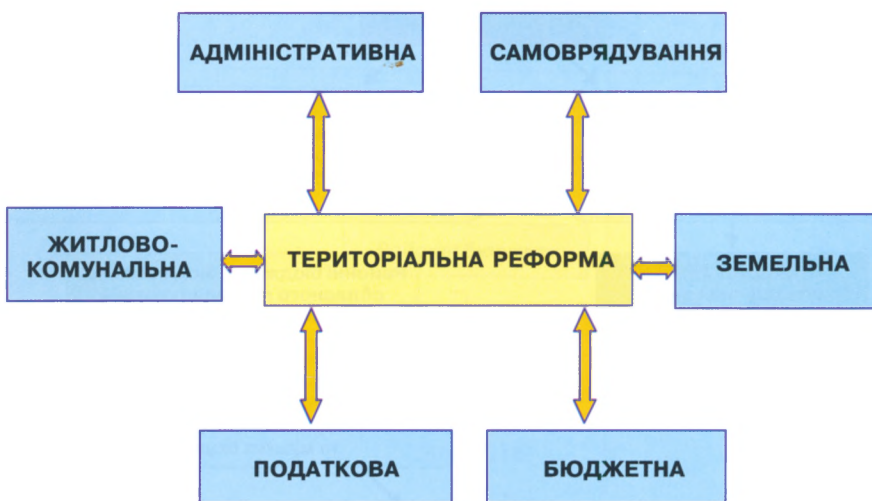 АДМІНІСТРАТИВНА
САМОВРЯДУВАННЯ
ЖИТЛОВО-
КОМУНАЛЬНА
ТЕРИТОРІАЛЬНА РЕФОРМА
ЗЕМЕЛЬНА
ПОДАТКОВА
БЮДЖЕТНА